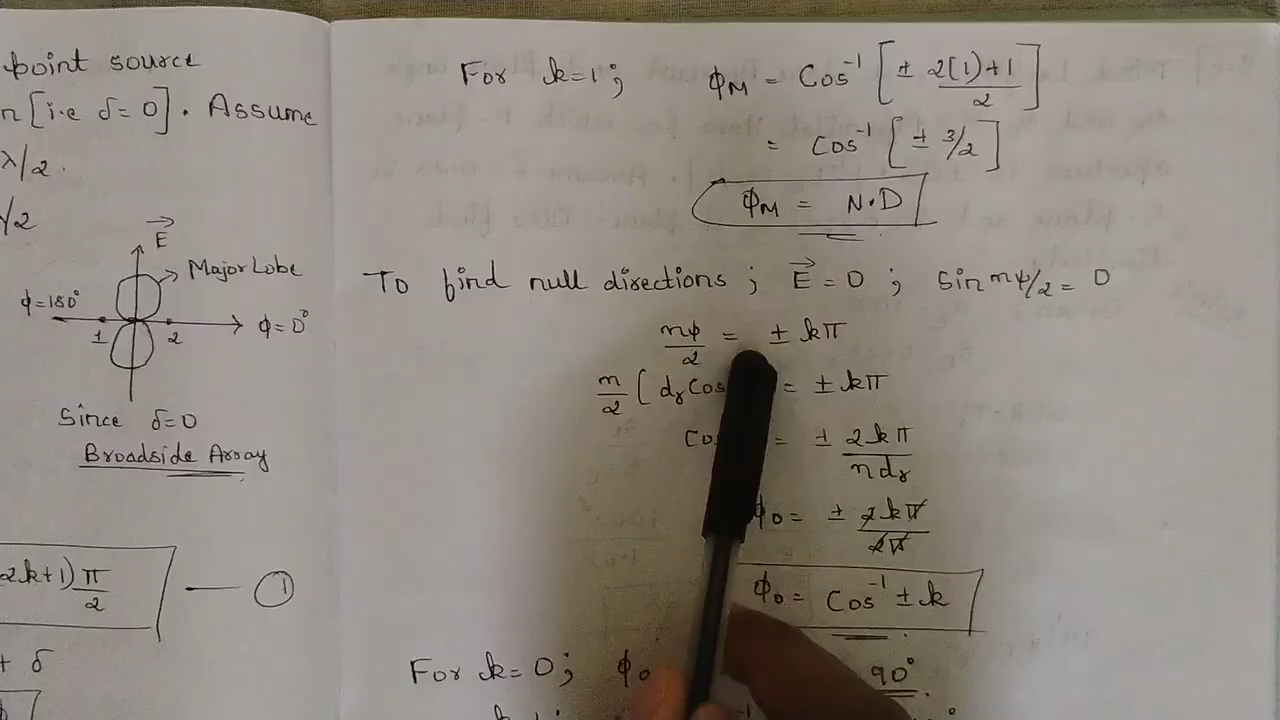 point source
n [i.e δ = 0]. Assume
λ/2.
/2
E
Major Lobe
ϕ=180°
ϕ=0°
1 2
Since δ=0
Broadside Array
2k+1) π/2 — ①
+ δ
For k=1; ϕM = Cos⁻¹ [± 2(1)+1 / 2]
= Cos⁻¹ [± 3/2]
ϕM = N.D
To find null directions; E = 0; Sin nψ/2 = 0
nψ/2 = ± kπ
n/2 [dr Cos = ± kπ
Co = ± 2kπ / n dr
ϕ0 = ± 2kπ / 2π
ϕ0 = Cos⁻¹ ± k
For k=0; ϕ0 90°.